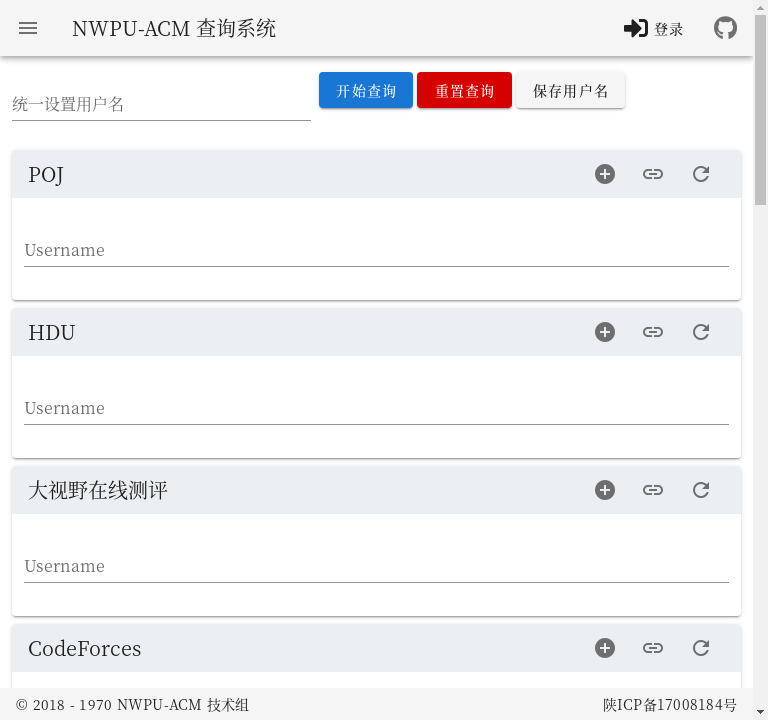 NWPU-ACM 查询系统
登录
统一设置用户名
开始查询
重置查询
保存用户名
POJ
Username
HDU
Username
大视野在线测评
Username
CodeForces
© 2018 - 1970 NWPU-ACM 技术组
陕ICP备17008184号